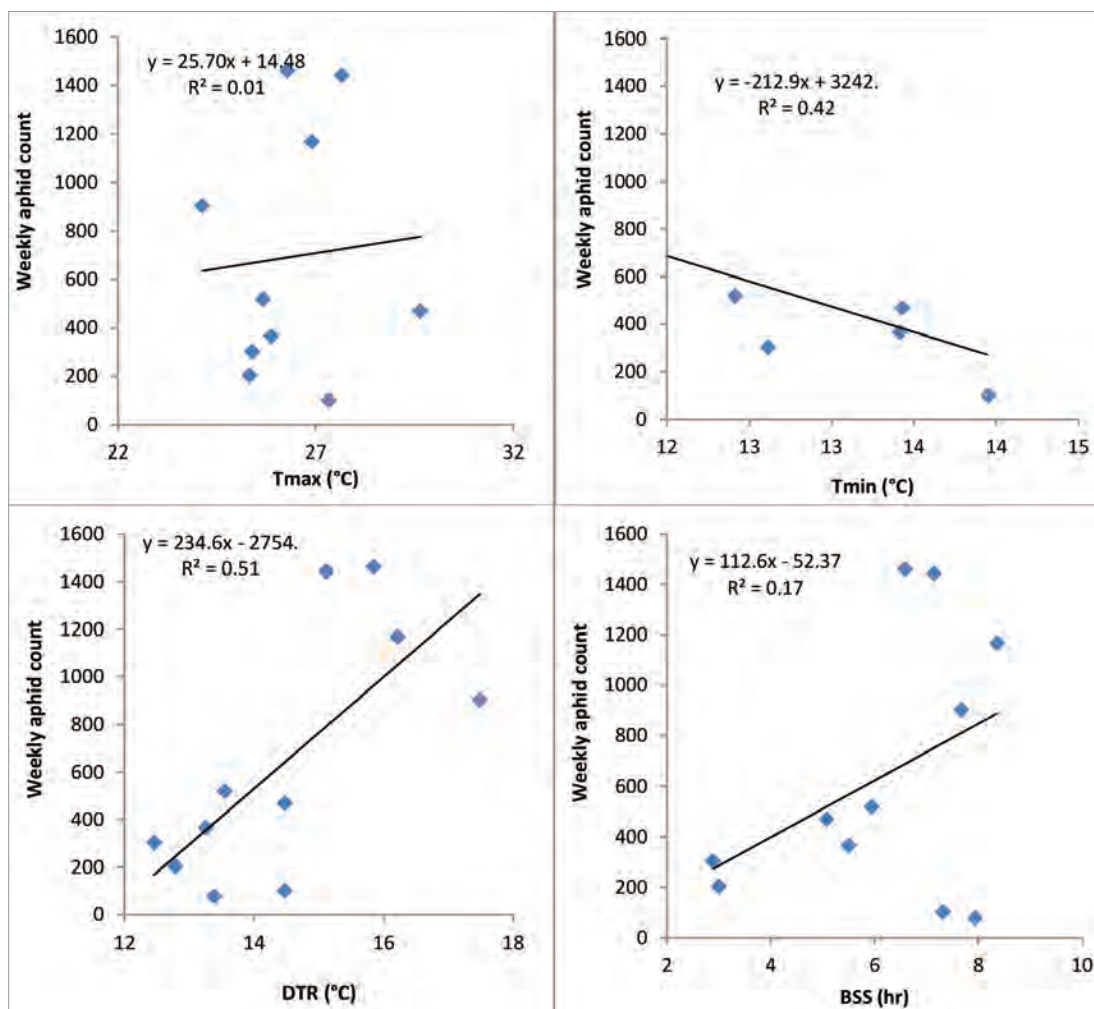 1600
1400
1200
1000
800
600
400
200
0
Weekly aphid count
y = 25.70x + 14.48
R² = 0.01
22 27 32
Tmax (°C)
1600
1400
1200
1000
800
600
400
200
0
Weekly aphid count
y = -212.9x + 3242.
R² = 0.42
12 13 13 14 14 15
Tmin (°C)
1600
1400
1200
1000
800
600
400
200
0
Weekly aphid count
y = 234.6x - 2754.
R² = 0.51
12 14 16 18
DTR (°C)
1600
1400
1200
1000
800
600
400
200
0
Weekly aphid count
y = 112.6x - 52.37
R² = 0.17
2 4 6 8 10
BSS (hr)